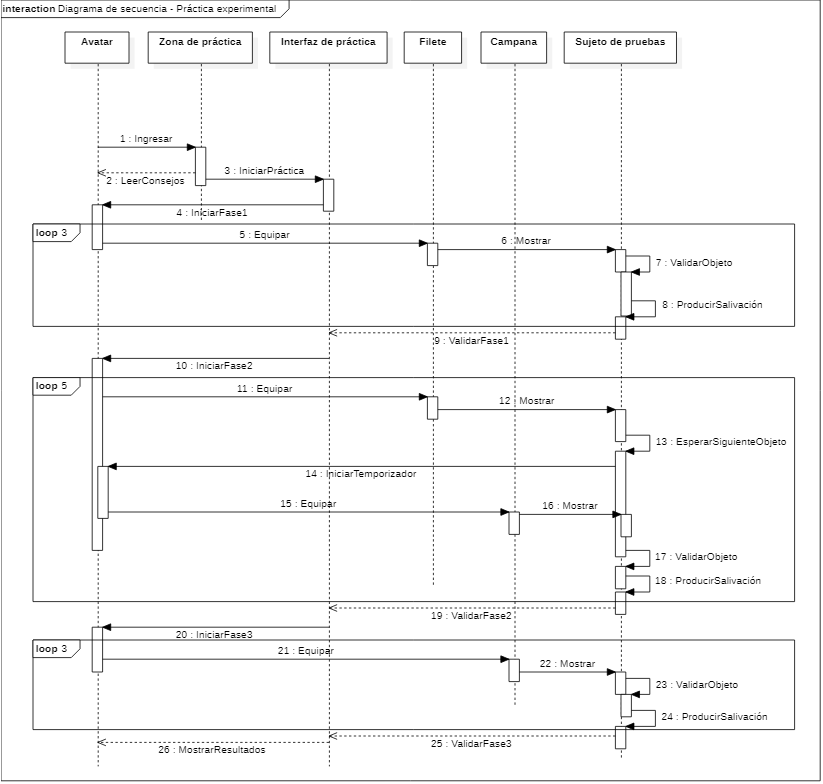 interaction Diagrama de secuencia - Práctica experimental
Avatar
Zona de práctica
Interfaz de práctica
Filete
Campana
Sujeto de pruebas
1 : Ingresar
2 : LeerConsejos
3 : IniciarPráctica
4 : IniciarFase1
loop 3
5 : Equipar
6 : Mostrar
7 : ValidarObjeto
8 : ProducirSalivación
9 : ValidarFase1
10 : IniciarFase2
loop 5
11 : Equipar
12 : Mostrar
13 : EsperarSiguienteObjeto
14 : IniciarTemporizador
15 : Equipar
16 : Mostrar
17 : ValidarObjeto
18 : ProducirSalivación
19 : ValidarFase2
20 : IniciarFase3
loop 3
21 : Equipar
22 : Mostrar
23 : ValidarObjeto
24 : ProducirSalivación
25 : ValidarFase3
26 : MostrarResultados